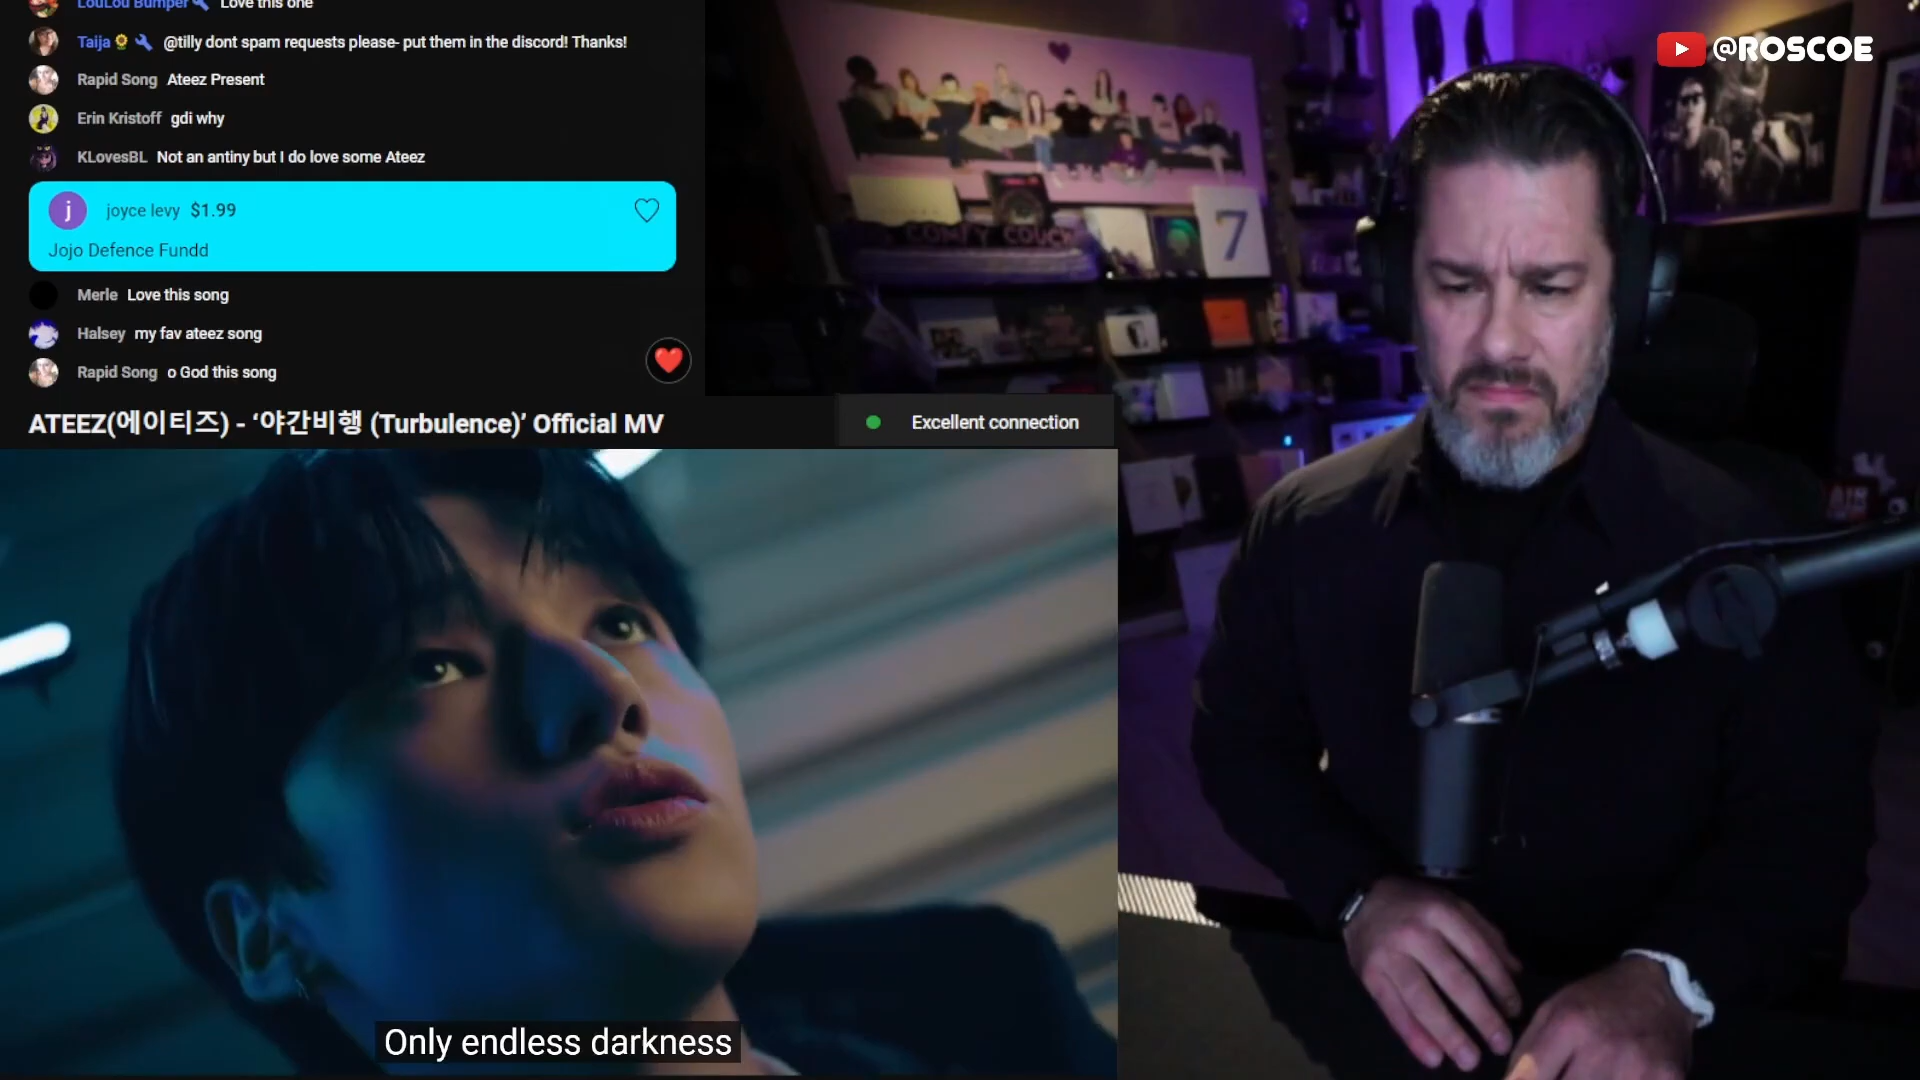 LouLou Bumper Love this one
Taija @tilly dont spam requests please- put them in the discord! Thanks!
Rapid Song Ateez Present
Erin Kristoff gdi why
KLovesBL Not an antiny but I do love some Ateez
j joyce levy $1.99
Jojo Defence Fundd
Merle Love this song
Halsey my fav ateez song
Rapid Song o God this song
ATEEZ(에이티즈) - ‘야간비행 (Turbulence)’ Official MV
Excellent connection
Only endless darkness
@ROSCOE
7
COMFY COUCH